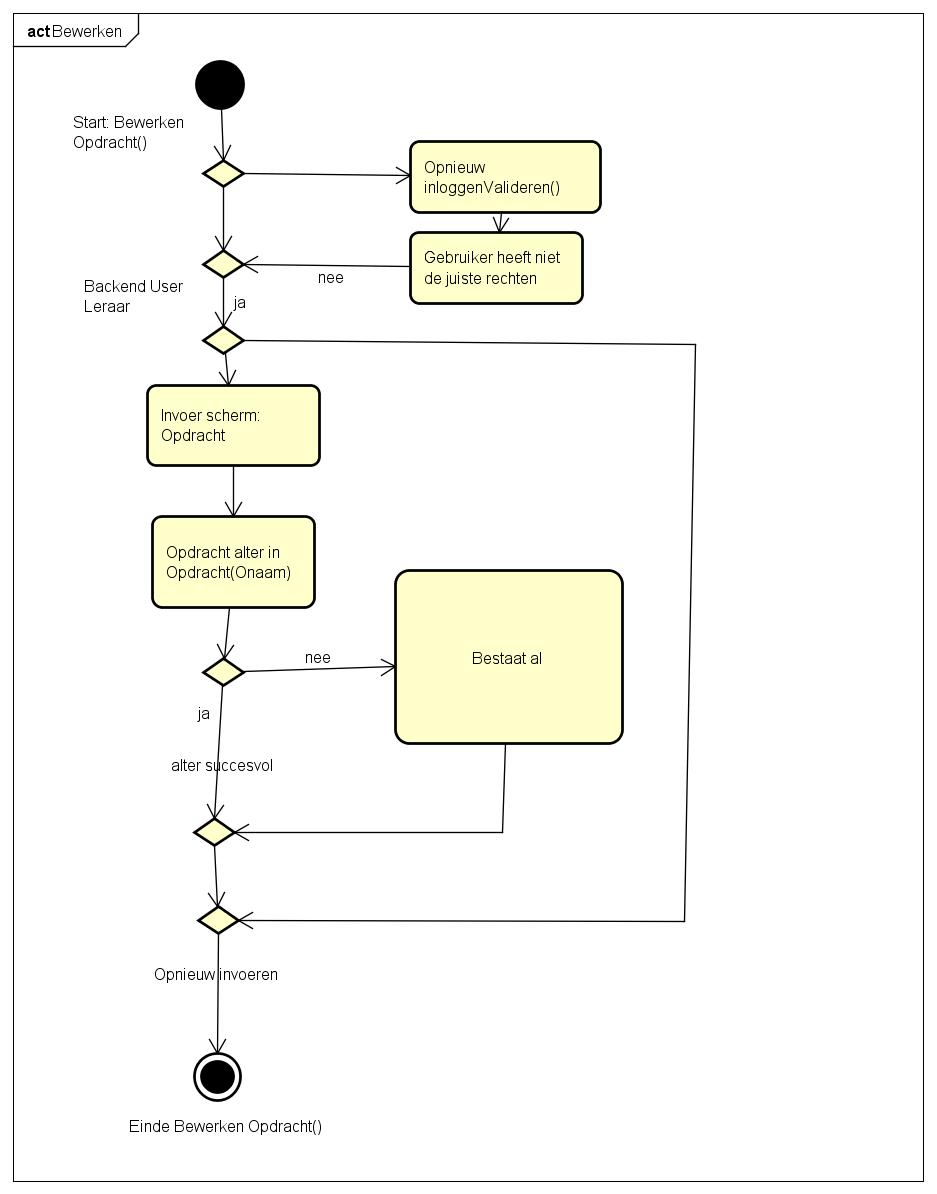 act Bewerken
Start: Bewerken
Opdracht()
Opnieuw
inloggenValideren()
Gebruiker heeft niet
de juiste rechten
nee
Backend User
Leraar
ja
Invoer scherm:
Opdracht
Opdracht alter in
Opdracht(Onaam)
nee
Bestaat al
ja
alter succesvol
Opnieuw invoeren
Einde Bewerken Opdracht()